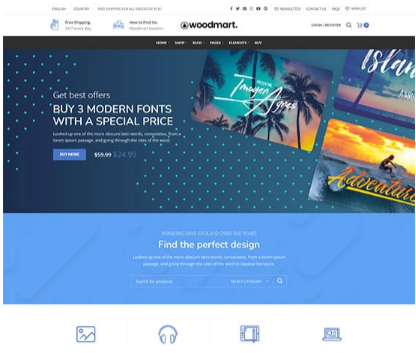 ENGLISH COUNTRY FREE SHIPPING FOR ALL ORDERS OF $150
NEWSLETTER CONTACT US FAQS WISHLIST
Free Shipping.
24/7 every day.
How to find Us.
Woodmart location.
woodmart.
LOGIN / REGISTER
HOME SHOP BLOG PAGES ELEMENTS BUY
Get best offers
BUY 3 MODERN FONTS
WITH A SPECIAL PRICE
Looked up one of the more obscure latin words, consectetur, from a
lorem ipsum passage, and going through the cites of the word.
BUY MORE $59.99 $24.99
Imogen
Agnes
Island
Adventure
PERSONS HAVE EVOLVED OVER THE YEARS
Find the perfect design
Looked up one of the more obscure Latin words, consectetur, from a Lorem Ipsum
passage, and going through the cites of the word in classical literature.
Search for products
SELECT CATEGORY